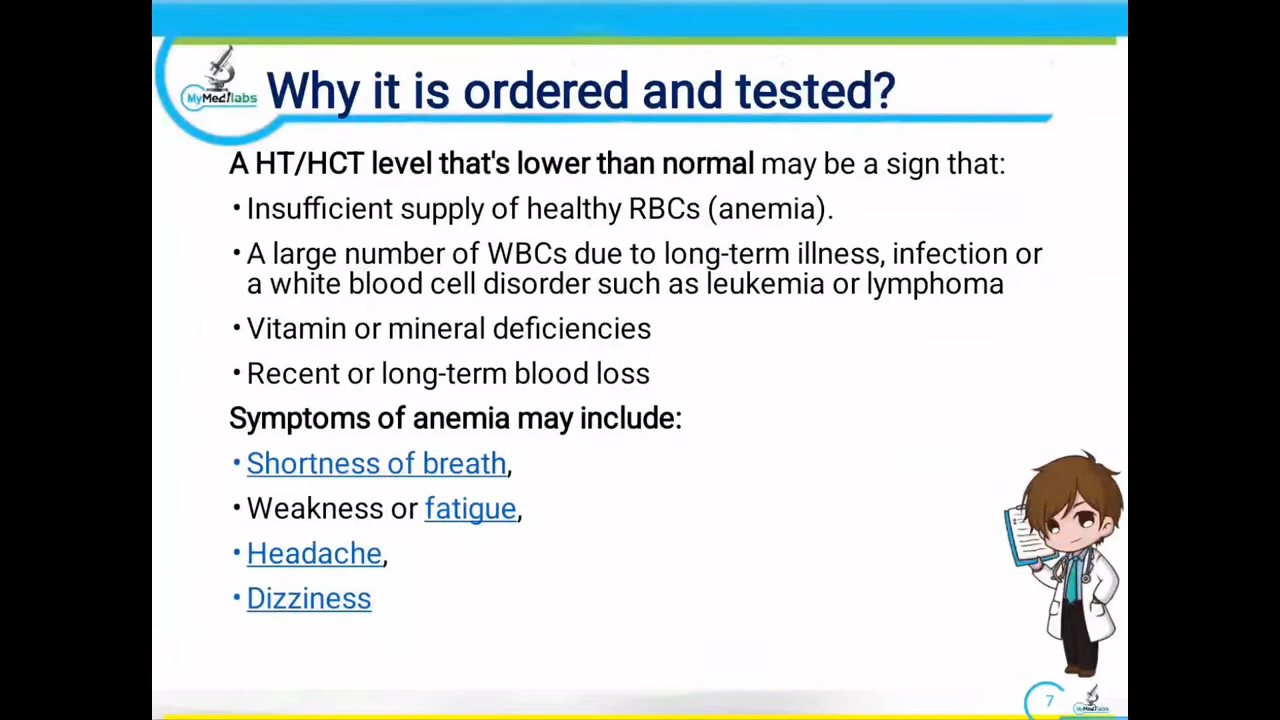 MyMedilabs
Why it is ordered and tested?
A HT/HCT level that's lower than normal may be a sign that:
• Insufficient supply of healthy RBCs (anemia).
• A large number of WBCs due to long-term illness, infection or
a white blood cell disorder such as leukemia or lymphoma
• Vitamin or mineral deficiencies
• Recent or long-term blood loss
Symptoms of anemia may include:
• Shortness of breath,
• Weakness or fatigue,
• Headache,
• Dizziness
7
MyMedilabs